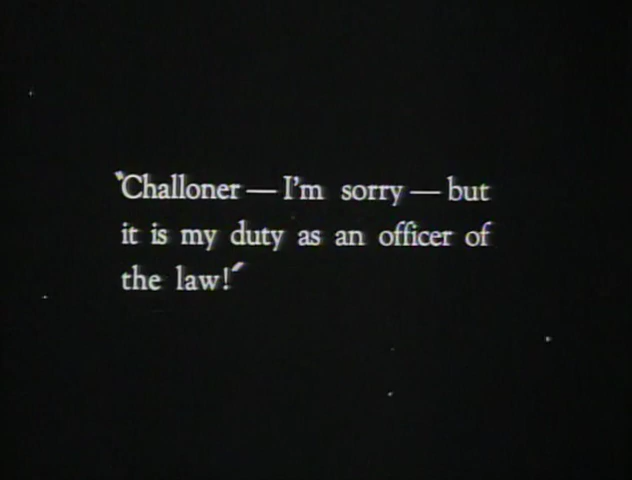 "Challoner — I'm sorry — but
it is my duty as an officer of
the law!"